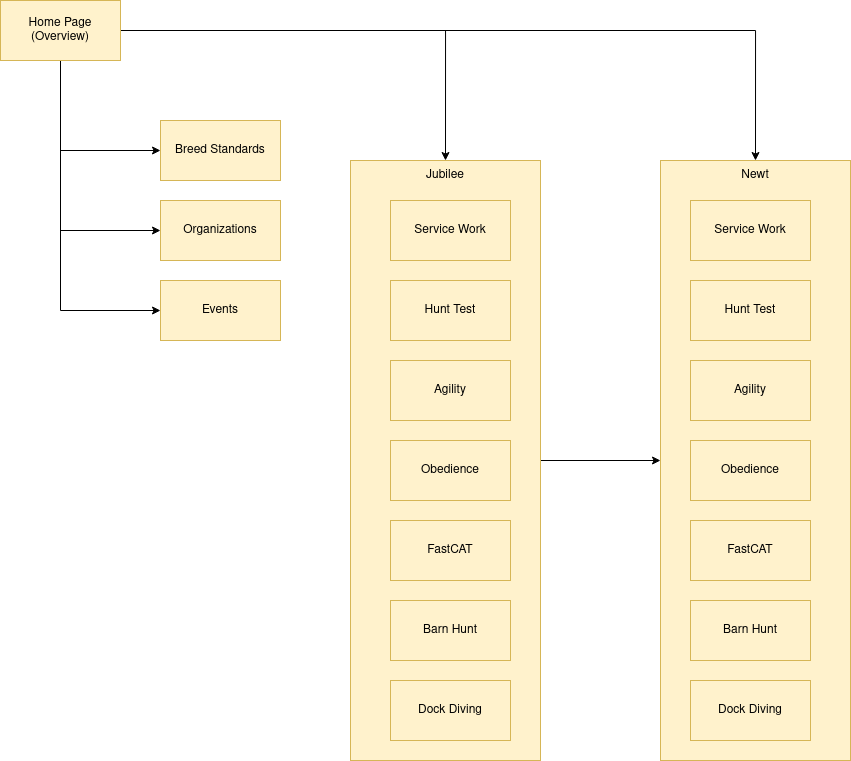 Home Page
(Overview)
Breed Standards
Organizations
Events
Jubilee
Service Work
Hunt Test
Agility
Obedience
FastCAT
Barn Hunt
Dock Diving
Newt
Service Work
Hunt Test
Agility
Obedience
FastCAT
Barn Hunt
Dock Diving